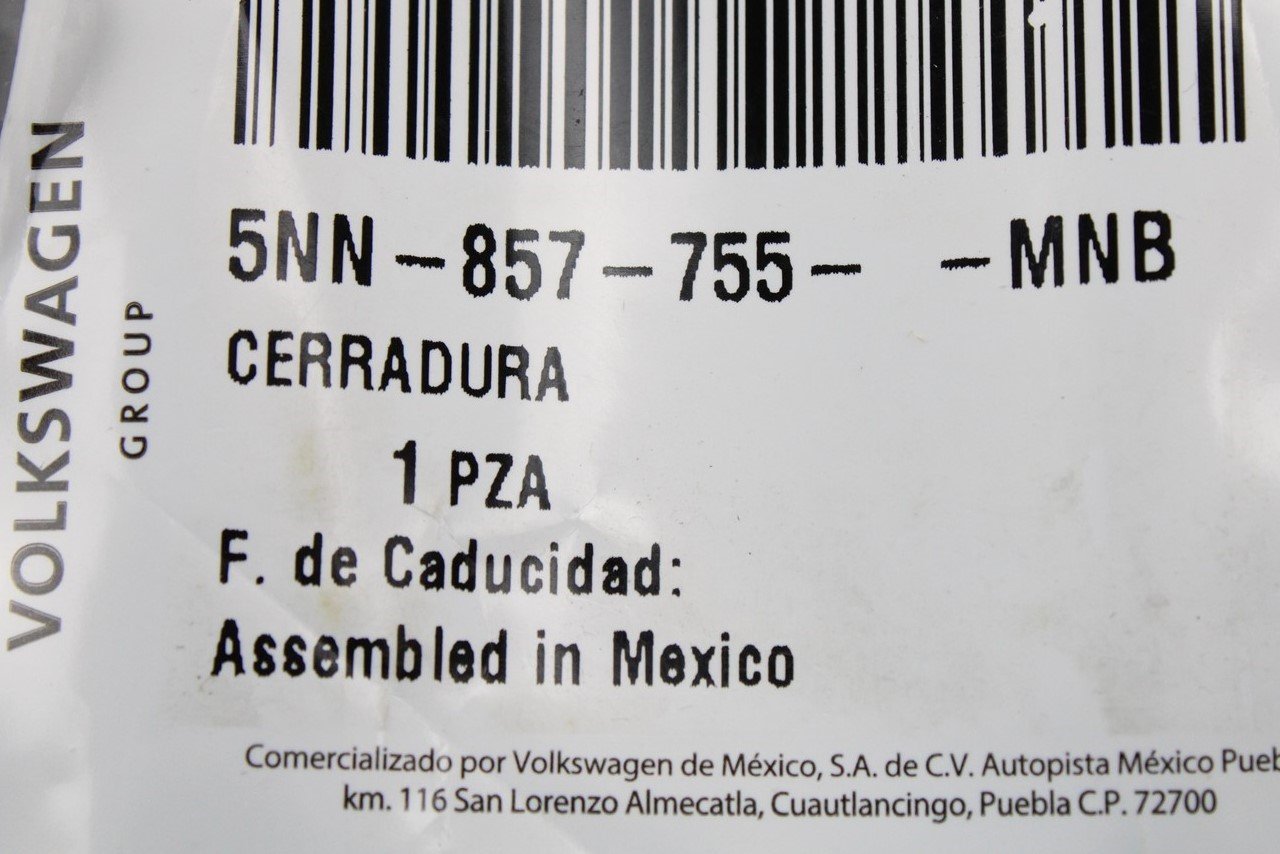 VOLKSWAGEN
GROUP
5NN-857-755- -MNB
CERRADURA
1 PZA
F. de Caducidad:
Assembled in Mexico
Comercializado por Volkswagen de México, S.A. de C.V. Autopista México Pueb
km. 116 San Lorenzo Almecatla, Cuautlancingo, Puebla C.P. 72700